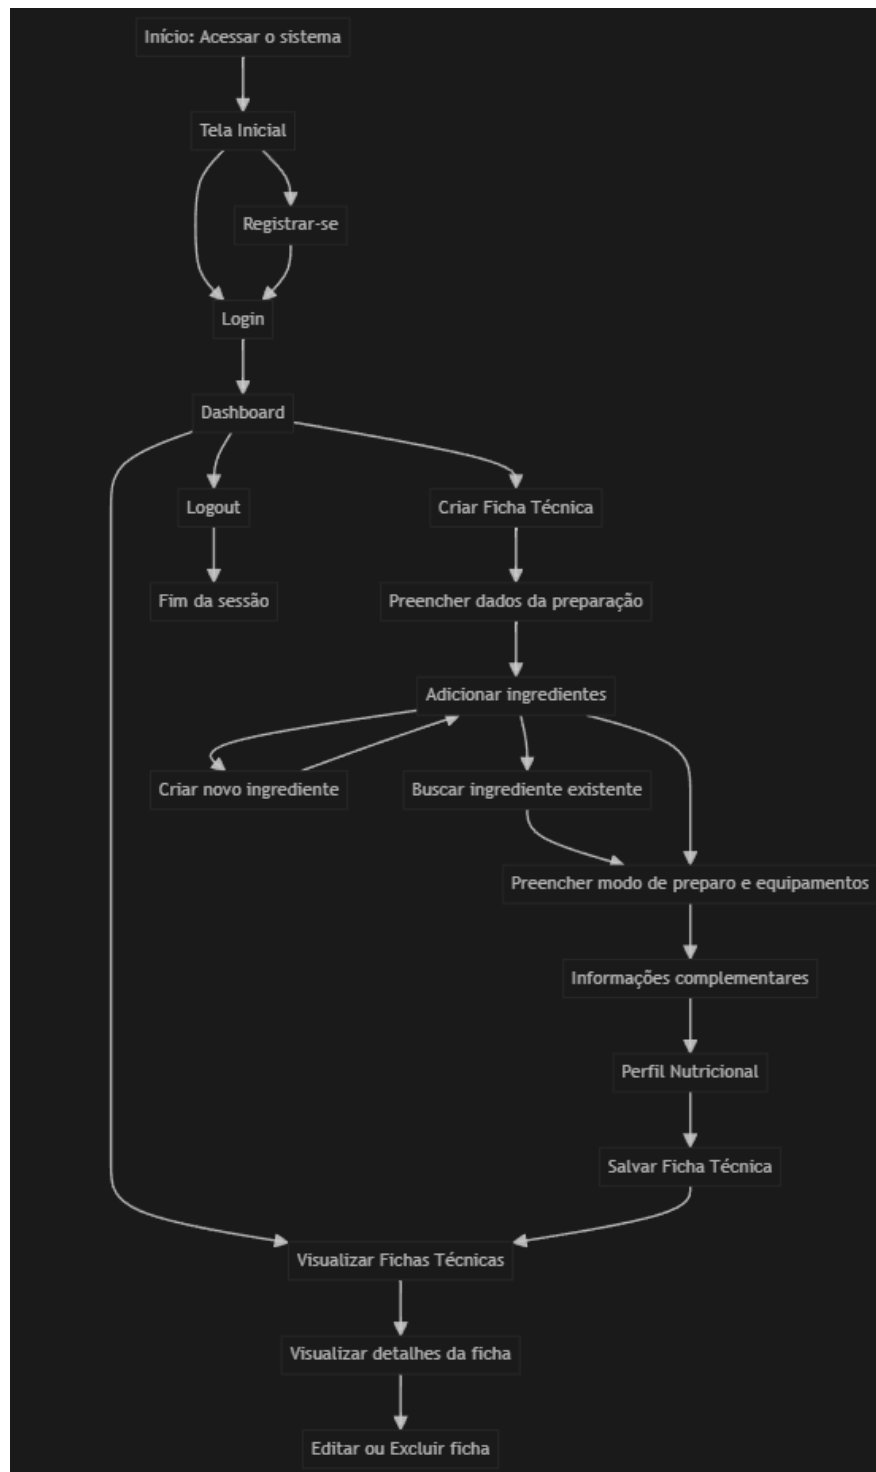 Início: Acessar o sistema
Tela Inicial
Registrar-se
Login
Dashboard
Logout
Criar Ficha Técnica
Fim da sessão
Preencher dados da preparação
Adicionar ingredientes
Criar novo ingrediente
Buscar ingrediente existente
Preencher modo de preparo e equipamentos
Informações complementares
Perfil Nutricional
Salvar Ficha Técnica
Visualizar Fichas Técnicas
Visualizar detalhes da ficha
Editar ou Excluir ficha